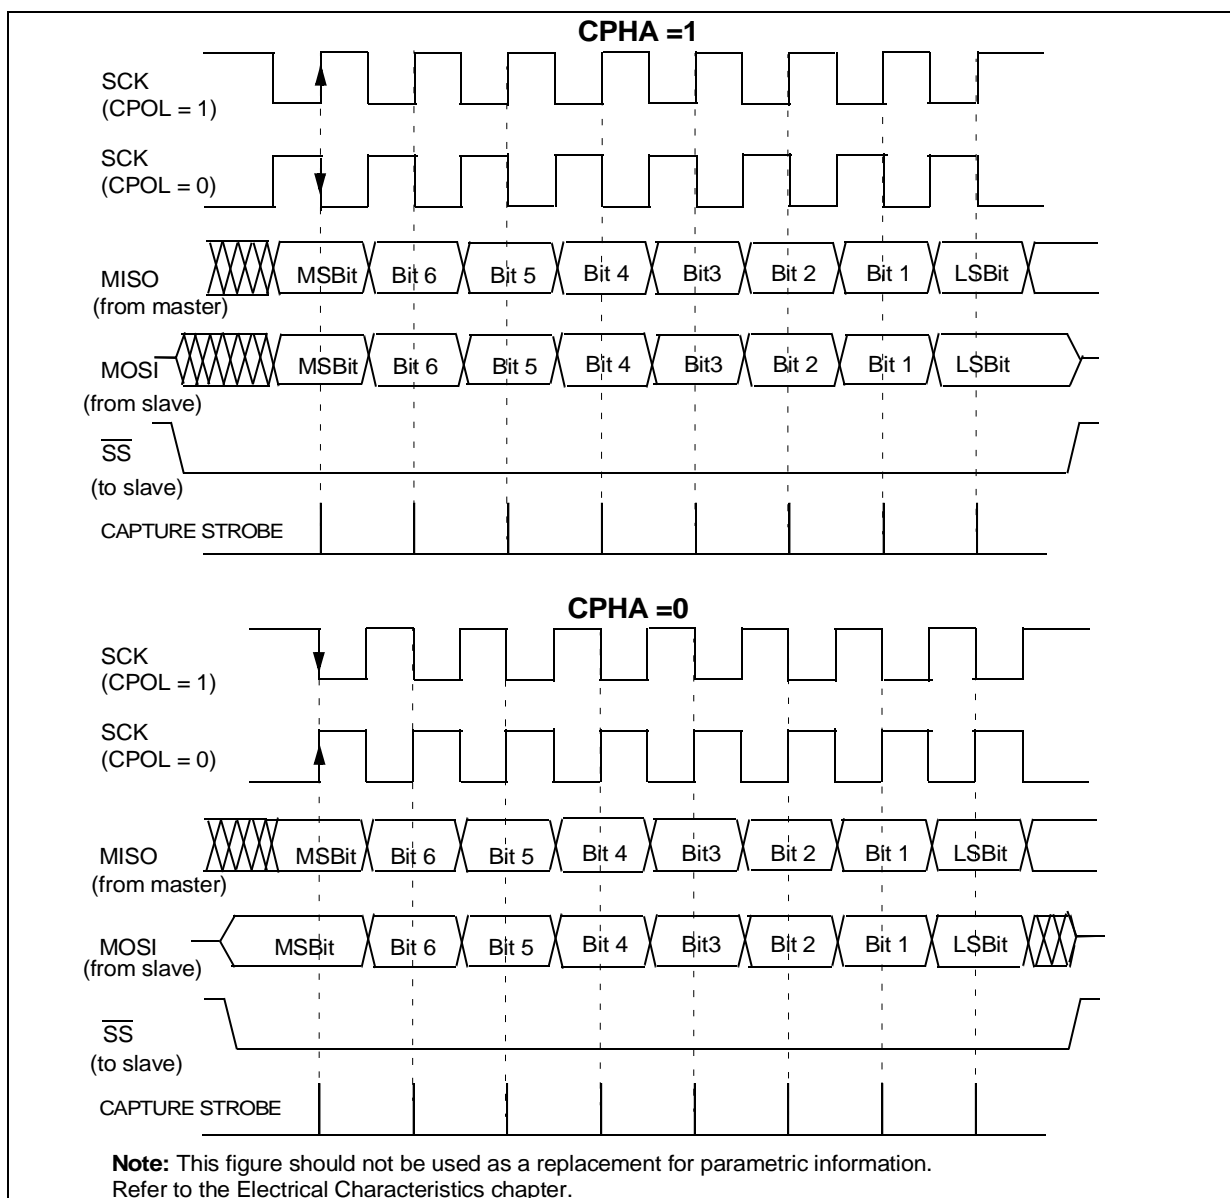 CPHA =1
SCK
(CPOL = 1)
SCK
(CPOL = 0)
MISO
(from master)
MSBit Bit 6 Bit 5 Bit 4 Bit3 Bit 2 Bit 1 LSBit
MOSI
(from slave)
MSBit Bit 6 Bit 5 Bit 4 Bit3 Bit 2 Bit 1 LSBit
SS
(to slave)
CAPTURE STROBE
CPHA =0
SCK
(CPOL = 1)
SCK
(CPOL = 0)
MISO
(from master)
MSBit Bit 6 Bit 5 Bit 4 Bit3 Bit 2 Bit 1 LSBit
MOSI
(from slave)
MSBit Bit 6 Bit 5 Bit 4 Bit3 Bit 2 Bit 1 LSBit
SS
(to slave)
CAPTURE STROBE
Note: This figure should not be used as a replacement for parametric information.
Refer to the Electrical Characteristics chapter.